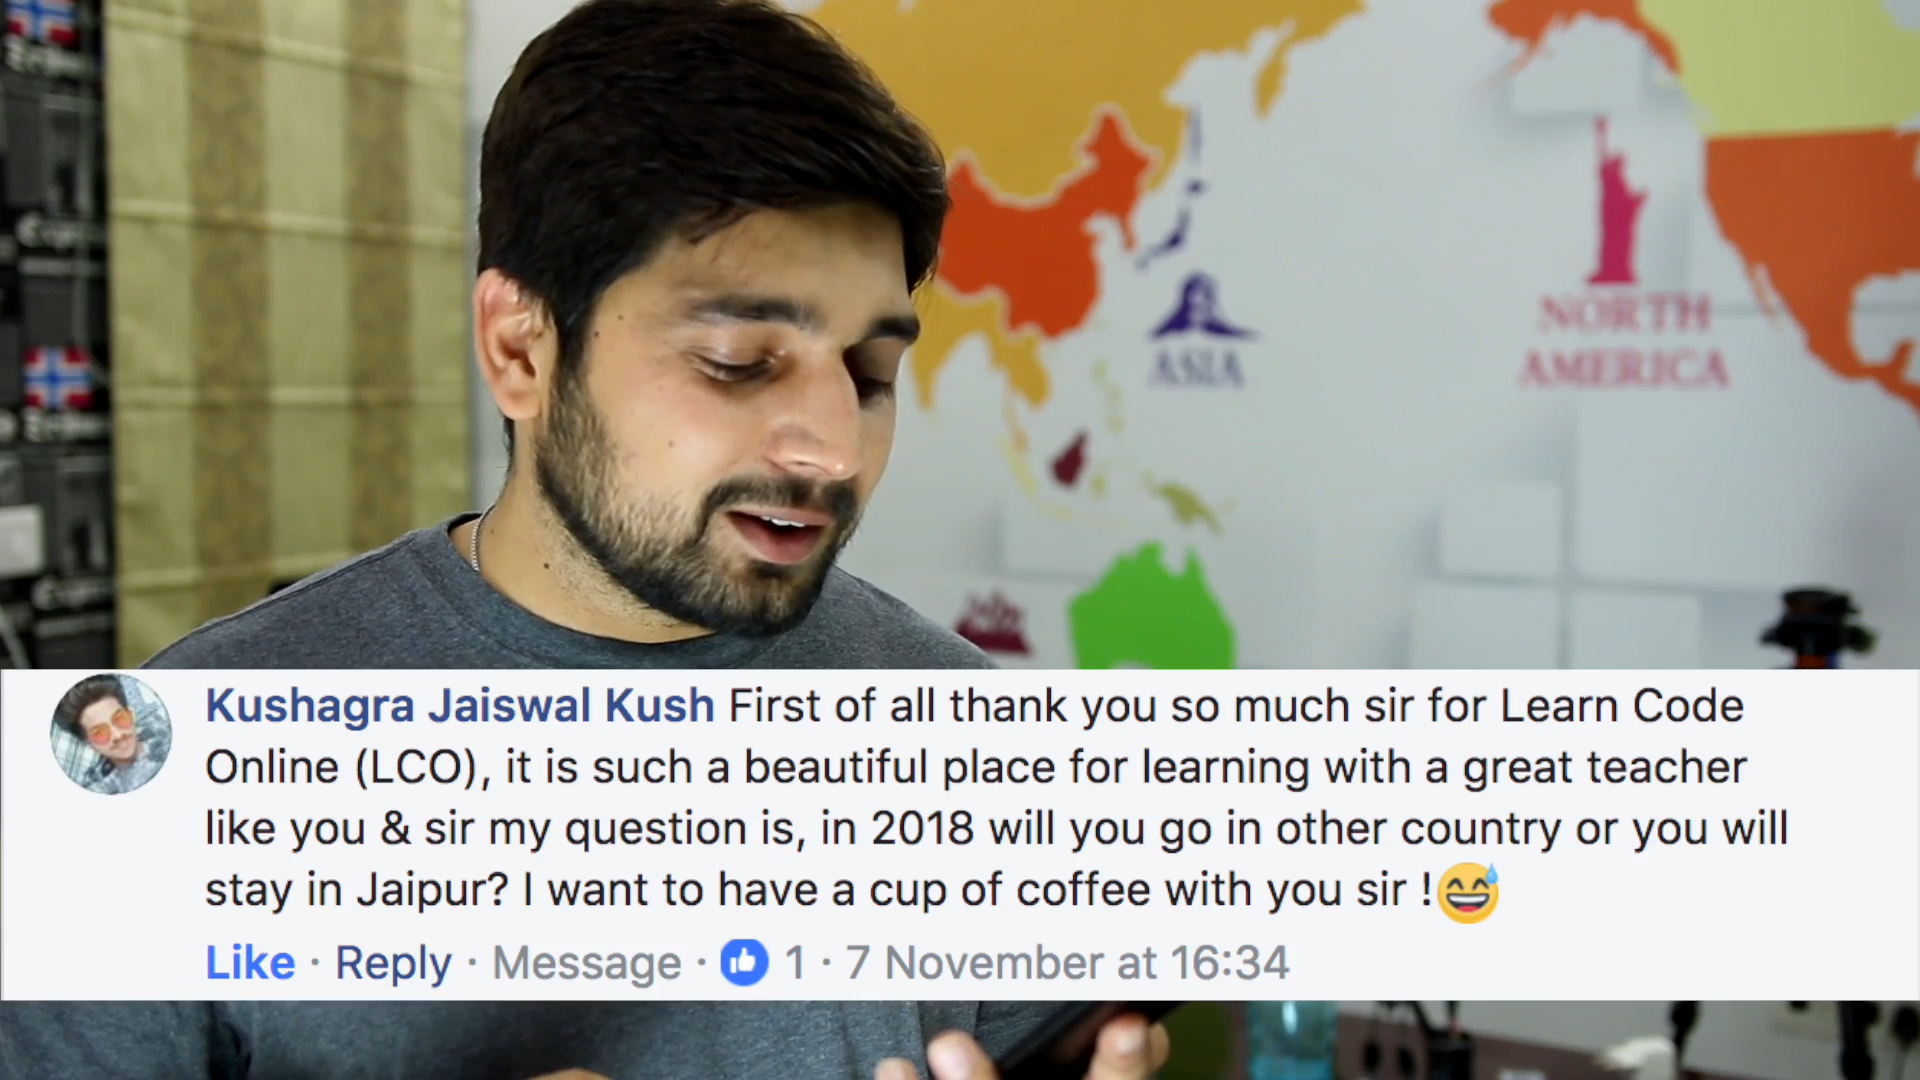 ASIA
NORTH
AMERICA
Kushagra Jaiswal Kush First of all thank you so much sir for Learn Code
Online (LCO), it is such a beautiful place for learning with a great teacher
like you & sir my question is, in 2018 will you go in other country or you will
stay in Jaipur? I want to have a cup of coffee with you sir !😅
Like · Reply · Message · 1 · 7 November at 16:34